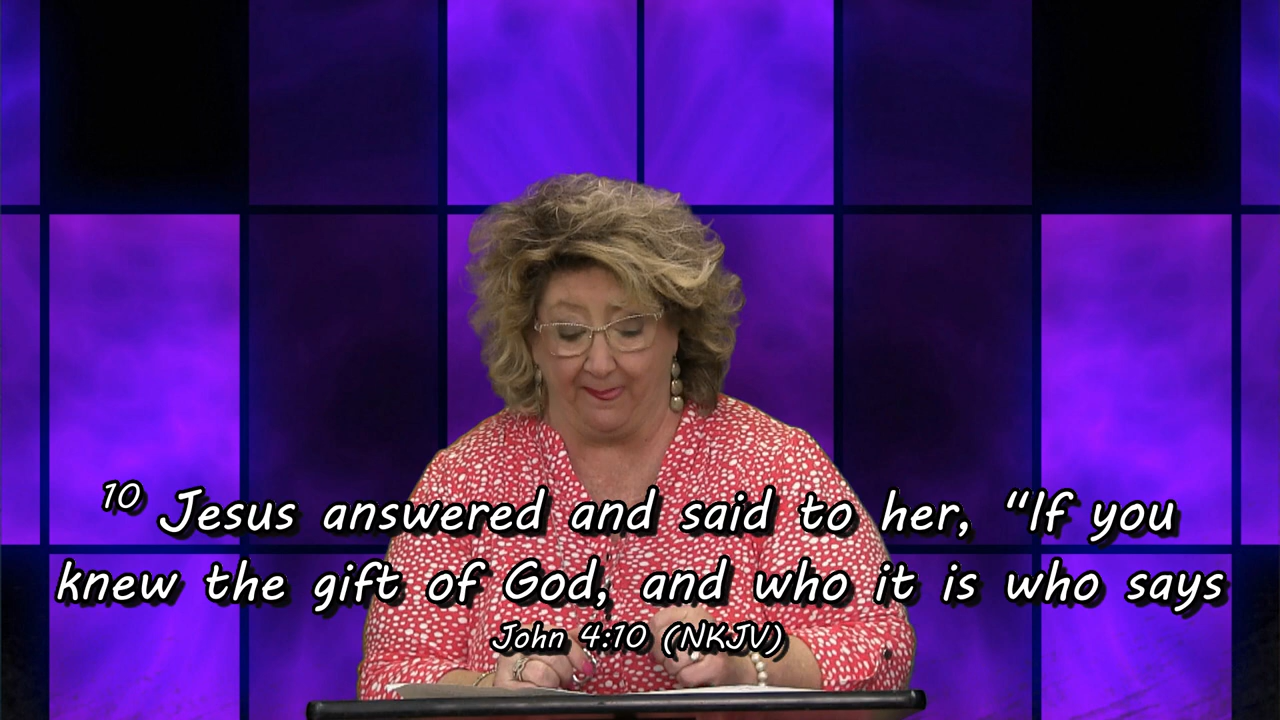 10 Jesus answered and said to her, “If you
knew the gift of God, and who it is who says
John 4:10 (NKJV)